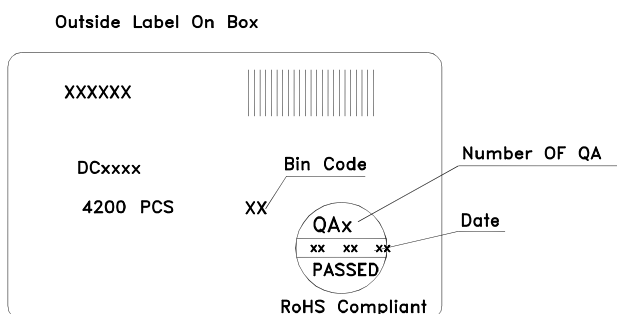 Outside Label On Box
XXXXXX
DCxxxx
Bin Code
Number OF QA
4200 PCS
XX
QAx
Date
xx xx xx
PASSED
RoHS Compliant